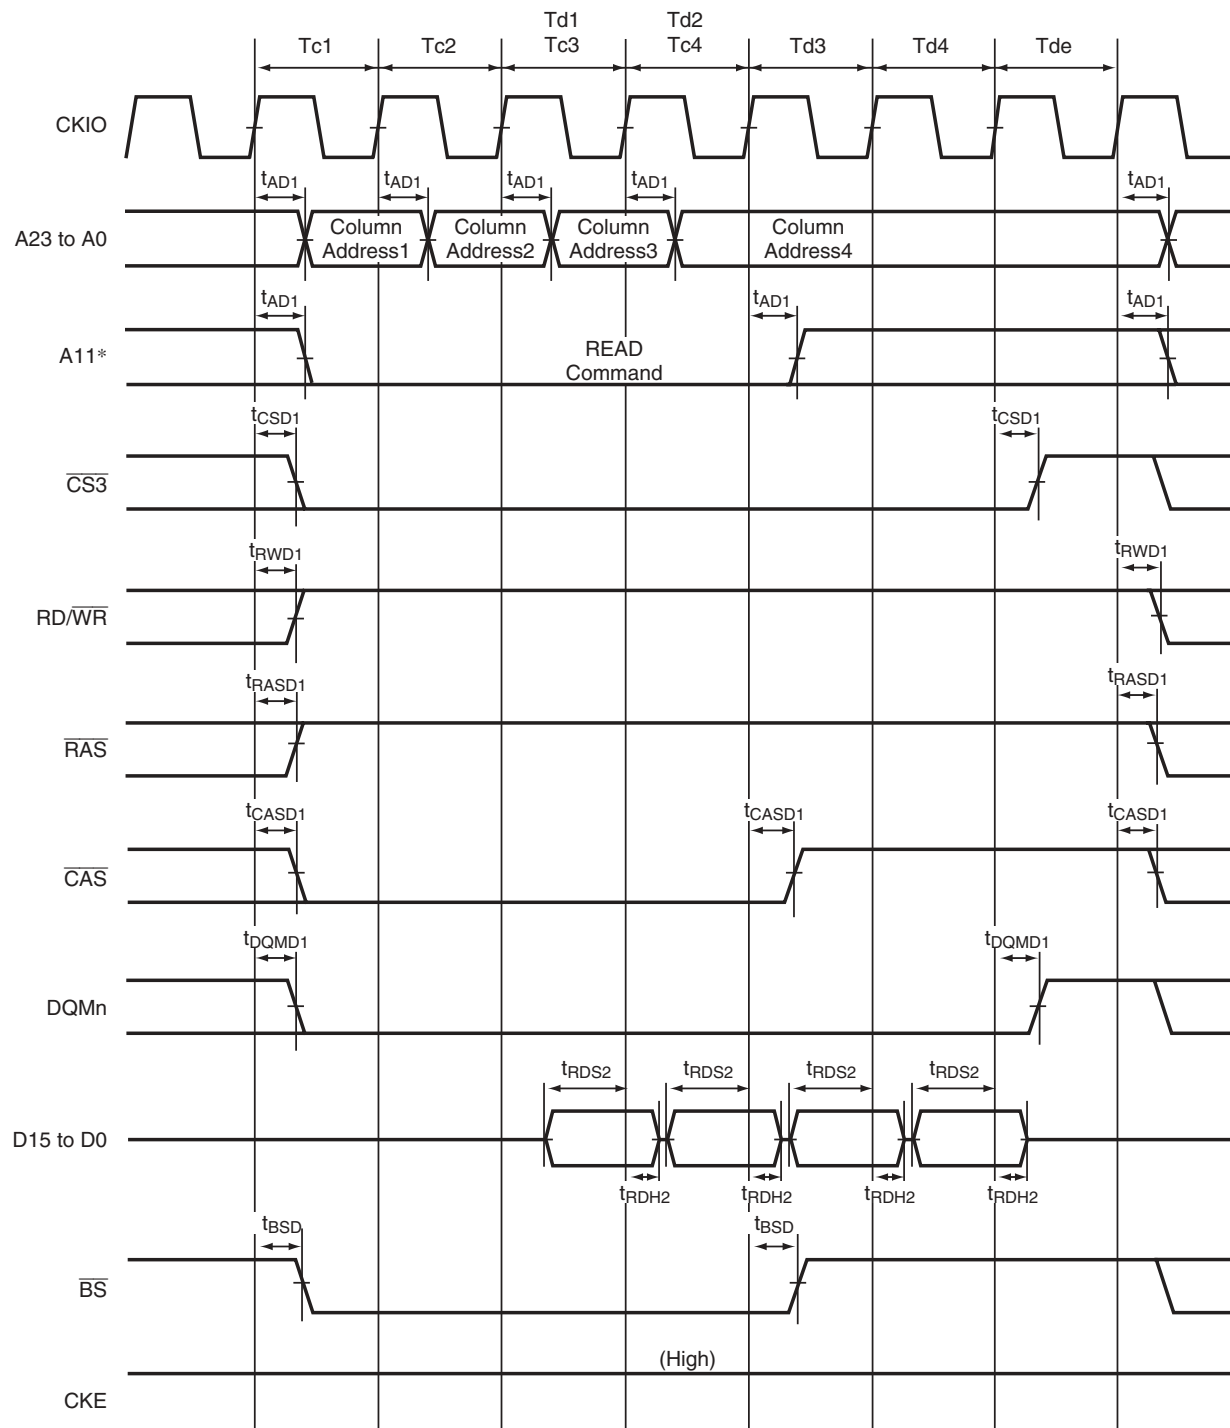 Td1 Td2
Tc1 Tc2 Tc3 Tc4 Td3 Td4 Tde
CKIO
tAD1 tAD1 tAD1 tAD1 tAD1
A23 to A0
Column Address1
Column Address2
Column Address3
Column Address4
tAD1 tAD1 tAD1
A11*
READ
Command
tCSD1 tCSD1
CS3
tRWD1 tRWD1
RD/WR
tRASD1 tRASD1
RAS
tCASD1 tCASD1 tCASD1
CAS
tDQMD1 tDQMD1
DQMn
tRDS2 tRDS2 tRDS2 tRDS2
D15 to D0
tRDH2 tRDH2 tRDH2 tRDH2
tBSD tBSD
BS
(High)
CKE